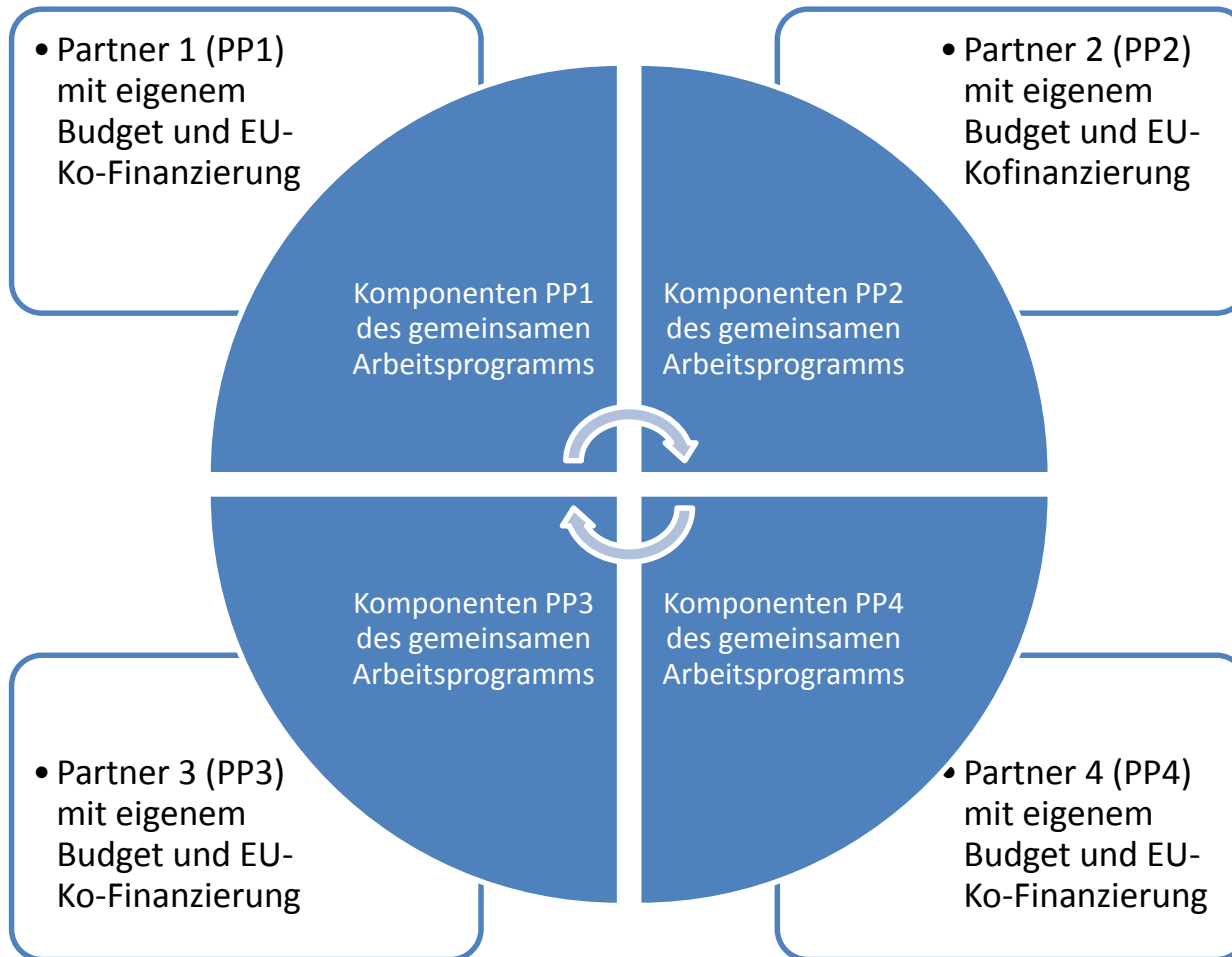 • Partner 1 (PP1)
mit eigenem
Budget und EU-
Ko-Finanzierung
• Partner 2 (PP2)
mit eigenem
Budget und EU-
Kofinanzierung
Komponenten PP1
des gemeinsamen
Arbeitsprogramms
Komponenten PP2
des gemeinsamen
Arbeitsprogramms
Komponenten PP3
des gemeinsamen
Arbeitsprogramms
Komponenten PP4
des gemeinsamen
Arbeitsprogramms
• Partner 3 (PP3)
mit eigenem
Budget und EU-
Ko-Finanzierung
• Partner 4 (PP4)
mit eigenem
Budget und EU-
Ko-Finanzierung